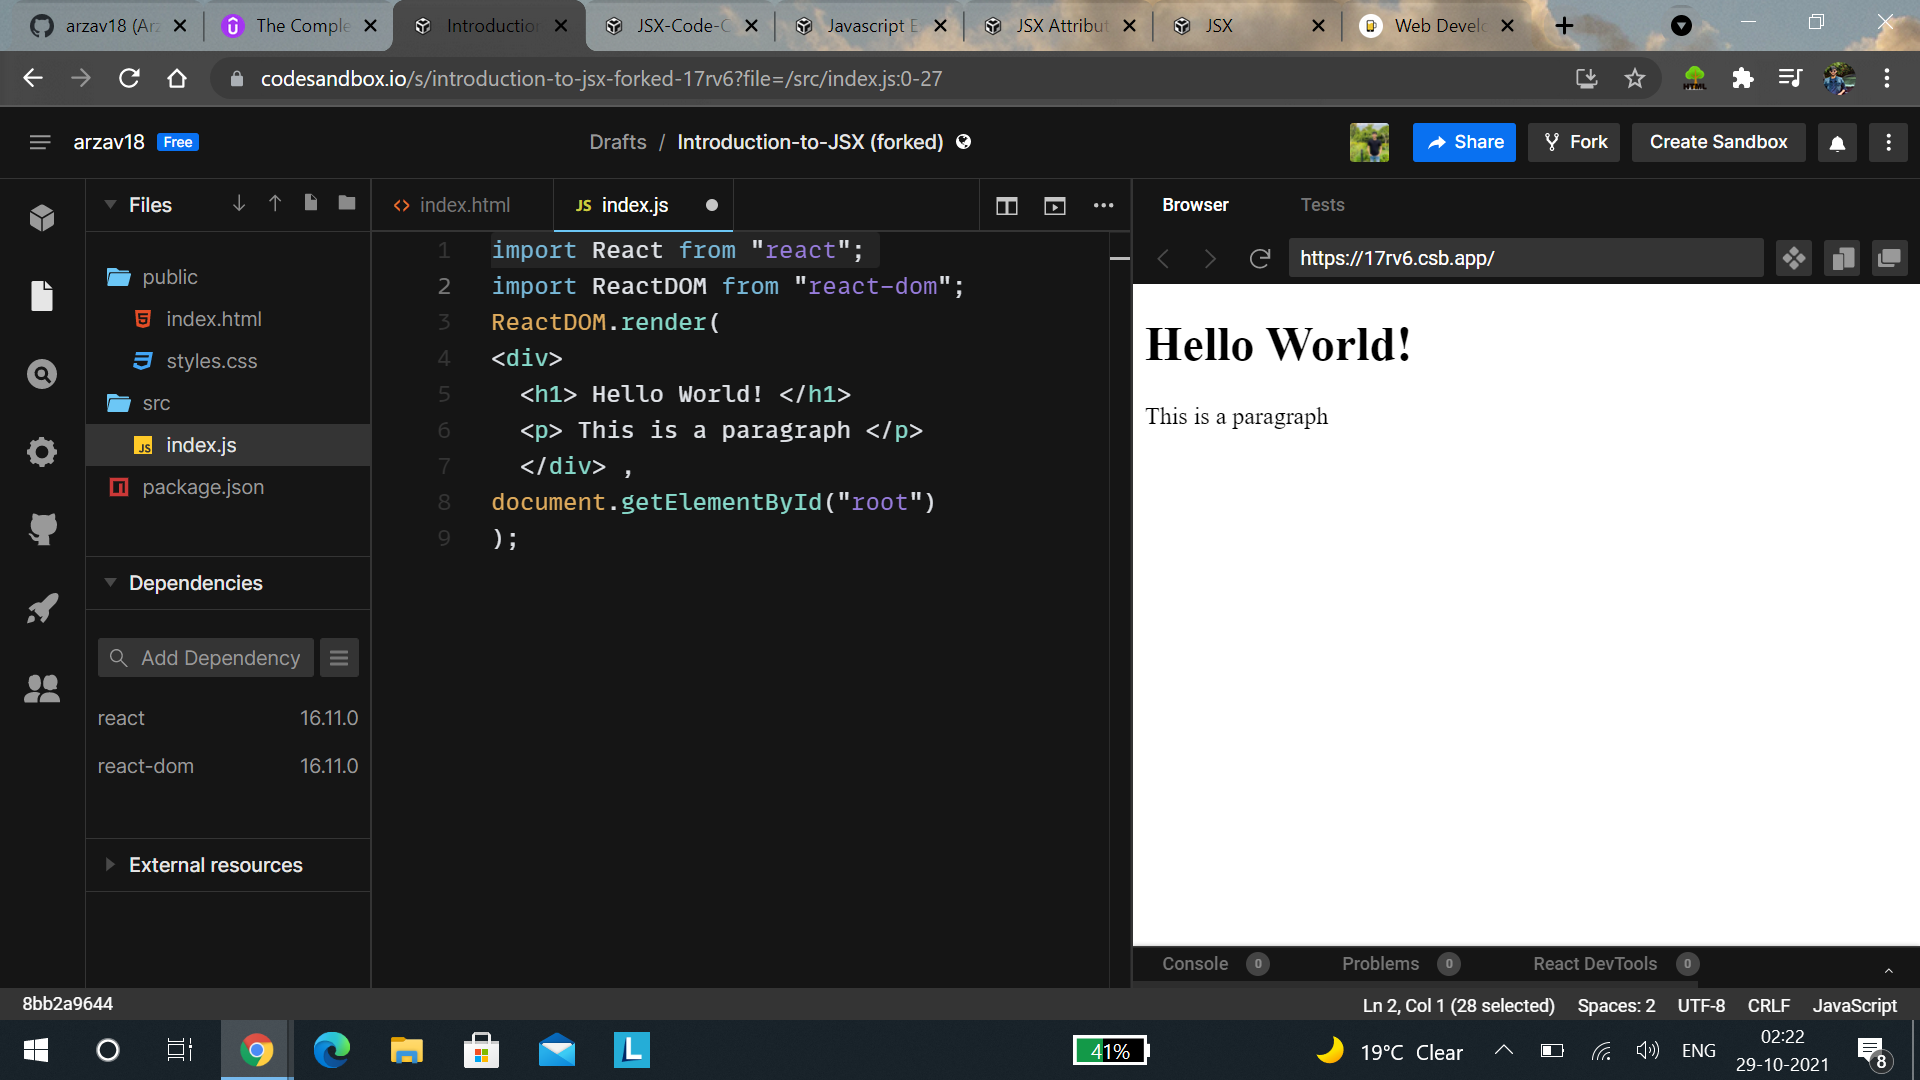 arzav18 (Arz
The Comple
Introduction
JSX-Code-C
Javascript E
JSX Attribut
JSX
Web Develo
codesandbox.io/s/introduction-to-jsx-forked-17rv6?file=/src/index.js:0-27
HTML
arzav18
Free
Drafts / Introduction-to-JSX (forked)
Share
Fork
Create Sandbox
Files
public
index.html
styles.css
src
JS index.js
package.json
Dependencies
Add Dependency
react 16.11.0
react-dom 16.11.0
External resources
<> index.html
JS index.js
1 import React from "react";
2 import ReactDOM from "react-dom";
3 ReactDOM.render(
4 <div>
5 <h1> Hello World! </h1>
6 <p> This is a paragraph </p>
7 </div> ,
8 document.getElementById("root")
9 );
Browser
Tests
https://17rv6.csb.app/
Hello World!
This is a paragraph
Console 0
Problems 0
React DevTools 0
8bb2a9644
Ln 2, Col 1 (28 selected)
Spaces: 2
UTF-8
CRLF
JavaScript
L
41%
19°C Clear
ENG
02:22
29-10-2021
8